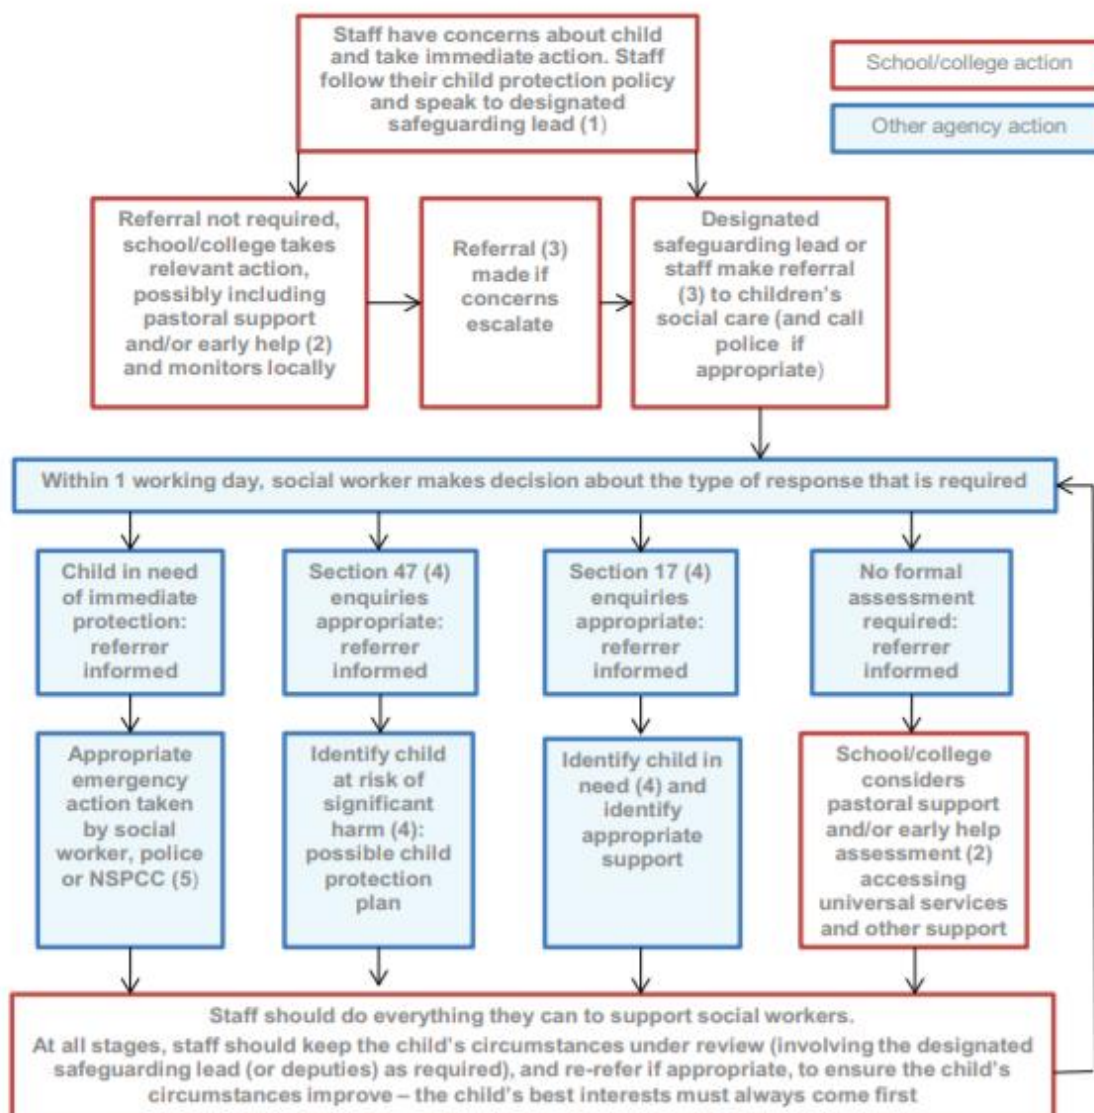 Staff have concerns about child
and take immediate action. Staff
follow their child protection policy
and speak to designated
safeguarding lead (1)
School/college action
Other agency action
Referral not required,
school/college takes
relevant action,
possibly including
pastoral support
and/or early help (2)
and monitors locally
Referral (3)
made if
concerns
escalate
Designated
safeguarding lead or
staff make referral
(3) to children's
social care (and call
police if
appropriate)
Within 1 working day, social worker makes decision about the type of response that is required
Child in need
of immediate
protection:
referrer
informed
Section 47 (4)
enquiries
appropriate:
referrer
informed
Section 17 (4)
enquiries
appropriate:
referrer
informed
No formal
assessment
required:
referrer
informed
Appropriate
emergency
action taken
by social
worker, police
or NSPCC (5)
Identify child
at risk of
significant
harm (4):
possible child
protection
plan
Identify child in
need (4) and
identify
appropriate
support
School/college
considers
pastoral support
and/or early help
assessment (2)
accessing
universal services
and other support
Staff should do everything they can to support social workers.
At all stages, staff should keep the child's circumstances under review (involving the designated
safeguarding lead (or deputies) as required), and re-refer if appropriate, to ensure the child's
circumstances improve – the child's best interests must always come first